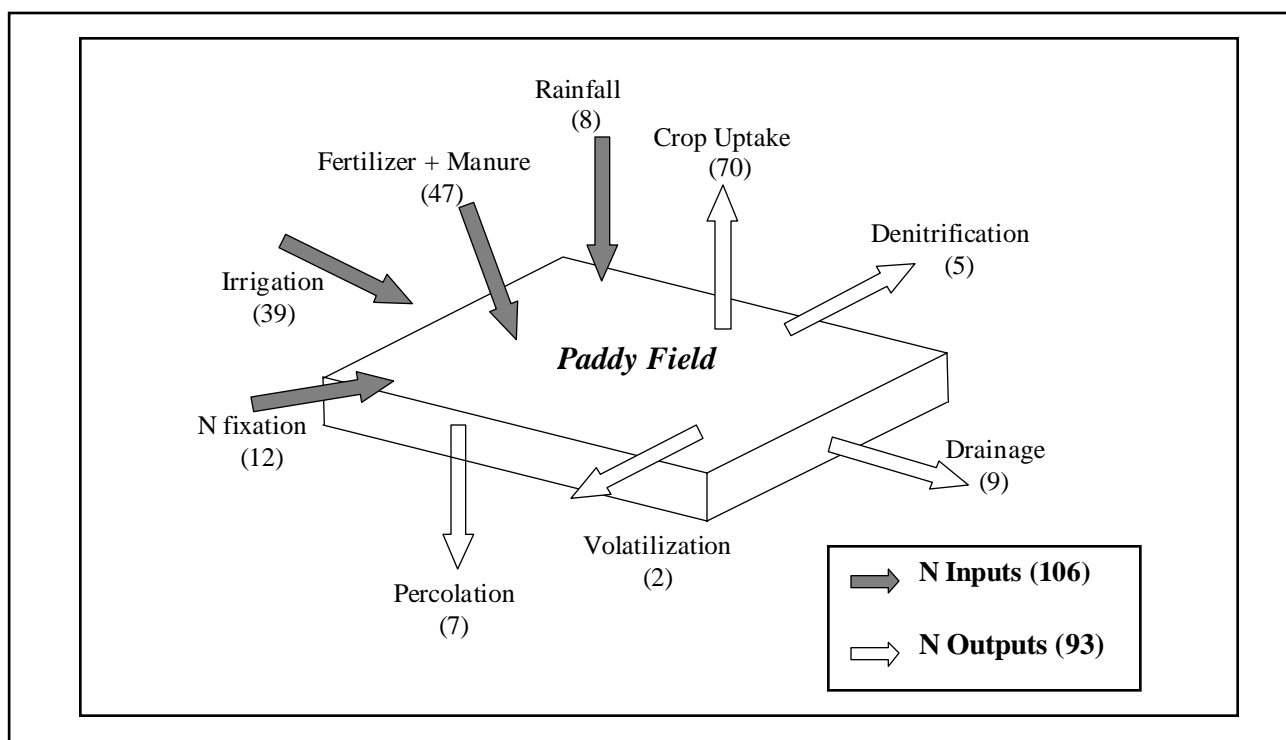 Rainfall
(8)
Crop Uptake
(70)
Fertilizer + Manure
(47)
Denitrification
(5)
Irrigation
(39)
Paddy Field
N fixation
(12)
Drainage
(9)
Volatilization
(2)
Percolation
(7)
N Inputs (106)
N Outputs (93)